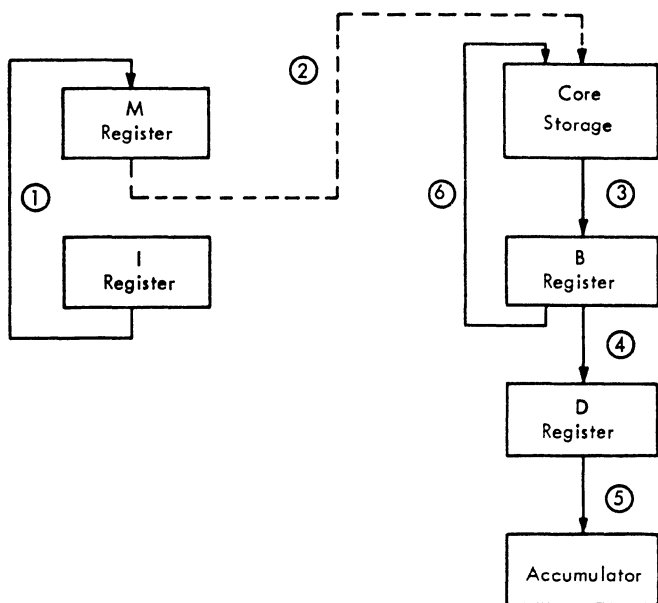 ②
Core
Storage
M
Register
①
⑥
③
I
Register
B
Register
④
D
Register
⑤
Accumulator